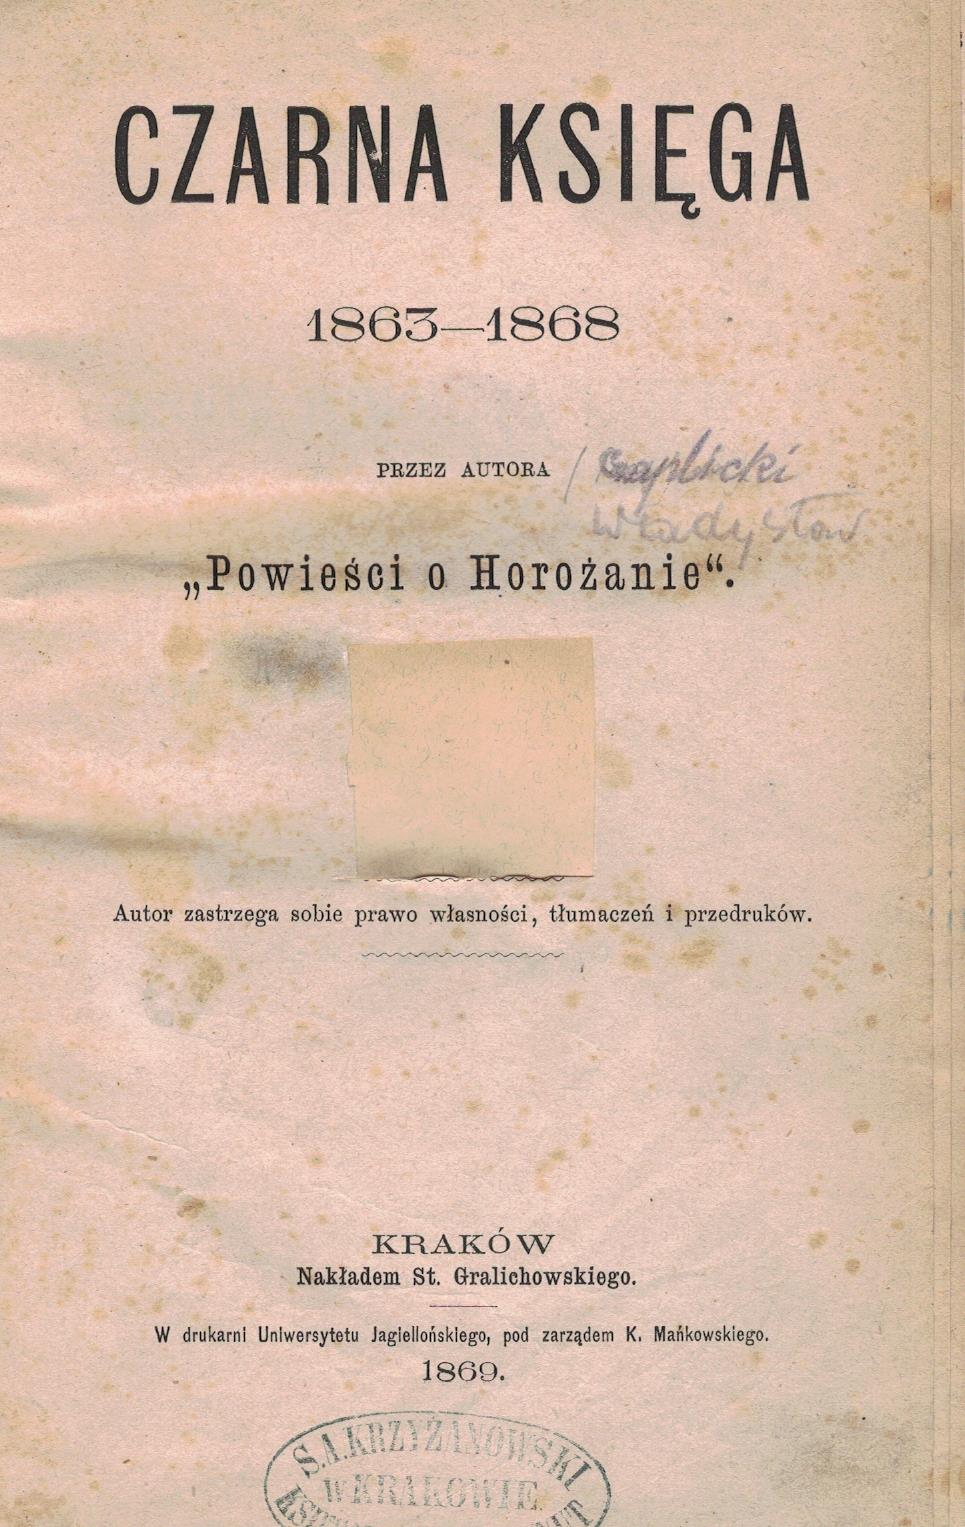 CZARNA KSIĘGA
1863—1868
PRZEZ AUTORA / Czaplicki
Władysław
„Powieści o Horożanie“.
Autor zastrzega sobie prawo własności, tłumaczeń i przedruków.
KRAKÓW
Nakładem St. Gralichowskiego.
W drukarni Uniwersytetu Jagiellońskiego, pod zarządem K. Mańkowskiego.
1869.
S.A.KRZYŻANOWSKI
W KRAKOWIE